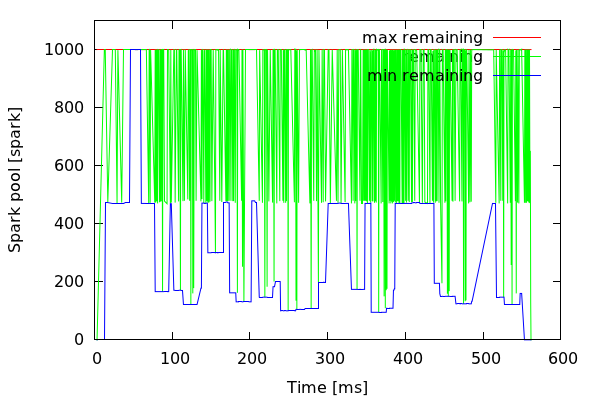 max remaining
remaining
min remaining
1000
800
600
400
200
0
Spark pool [spark]
0 100 200 300 400 500 600
Time [ms]